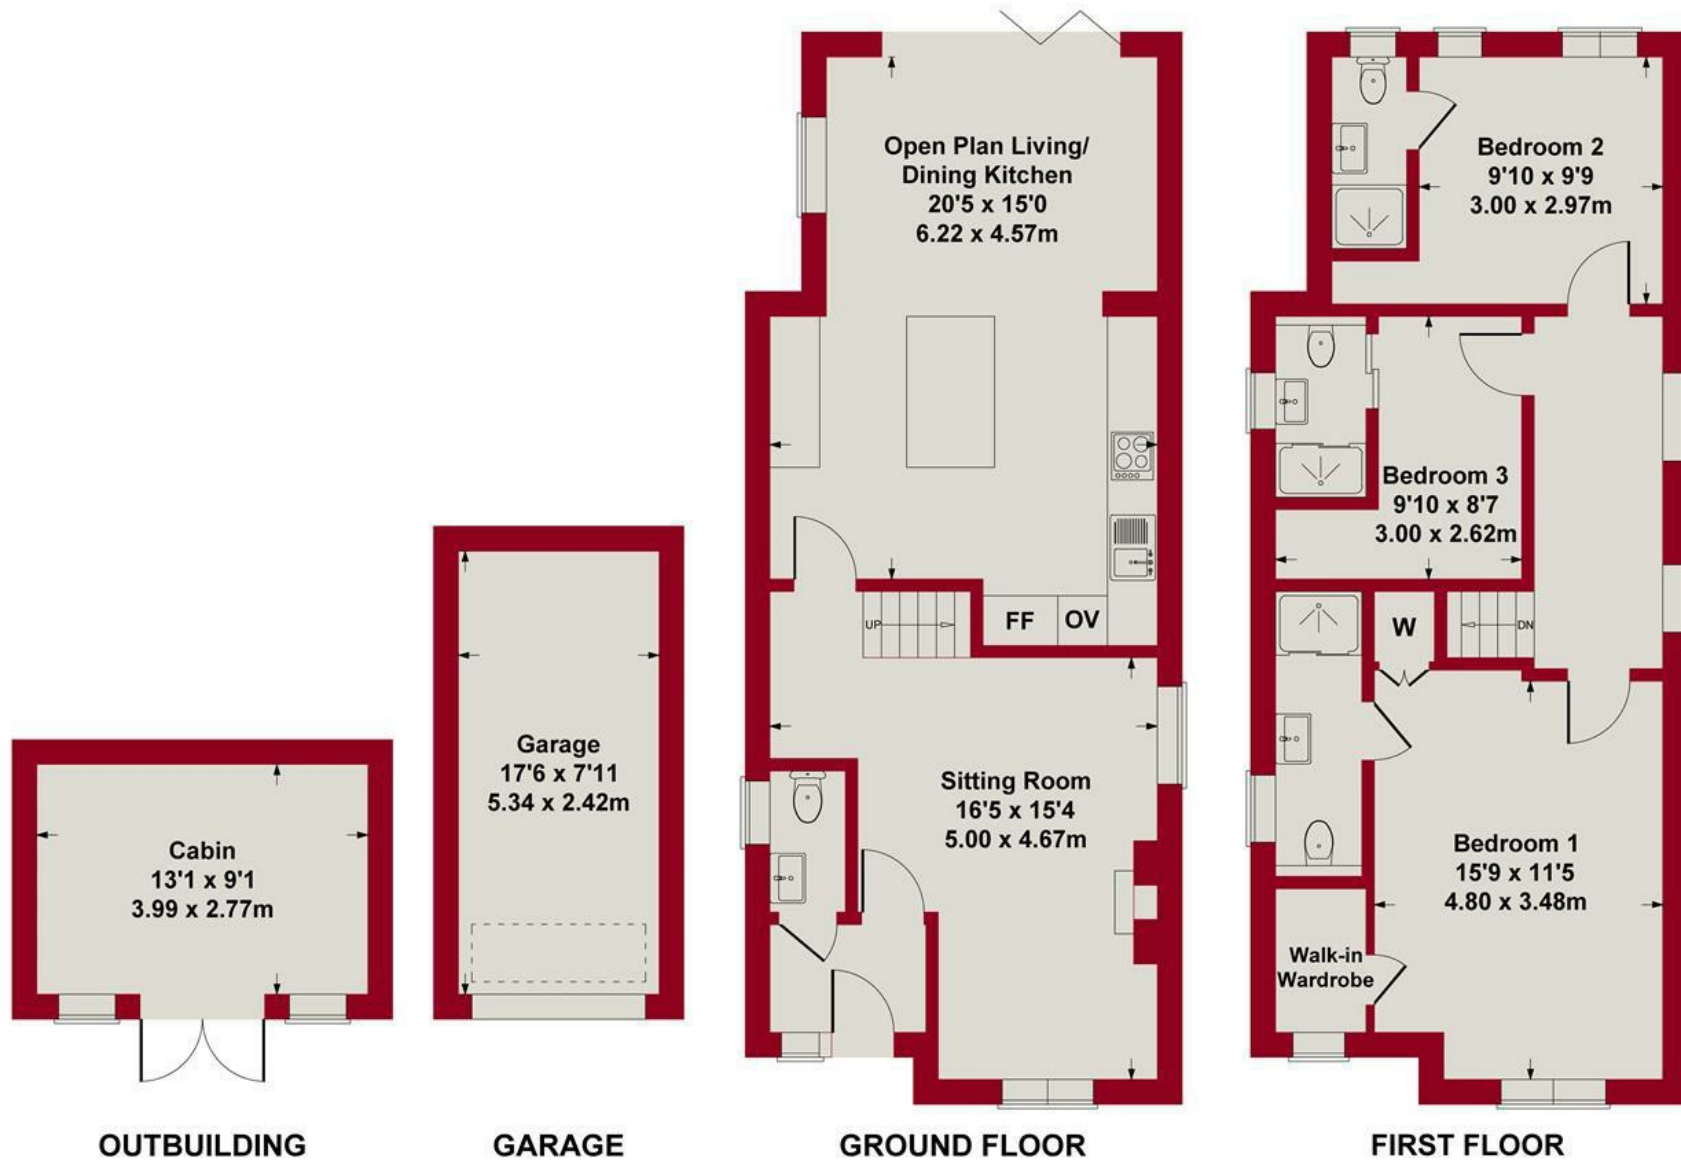 Open Plan Living/
Dining Kitchen
20'5 x 15'0
6.22 x 4.57m
UP
FF
OV
Sitting Room
16'5 x 15'4
5.00 x 4.67m
Bedroom 2
9'10 x 9'9
3.00 x 2.97m
Bedroom 3
9'10 x 8'7
3.00 x 2.62m
W
DN
Bedroom 1
15'9 x 11'5
4.80 x 3.48m
Walk-in
Wardrobe
Garage
17'6 x 7'11
5.34 x 2.42m
Cabin
13'1 x 9'1
3.99 x 2.77m
OUTBUILDING
GARAGE
GROUND FLOOR
FIRST FLOOR